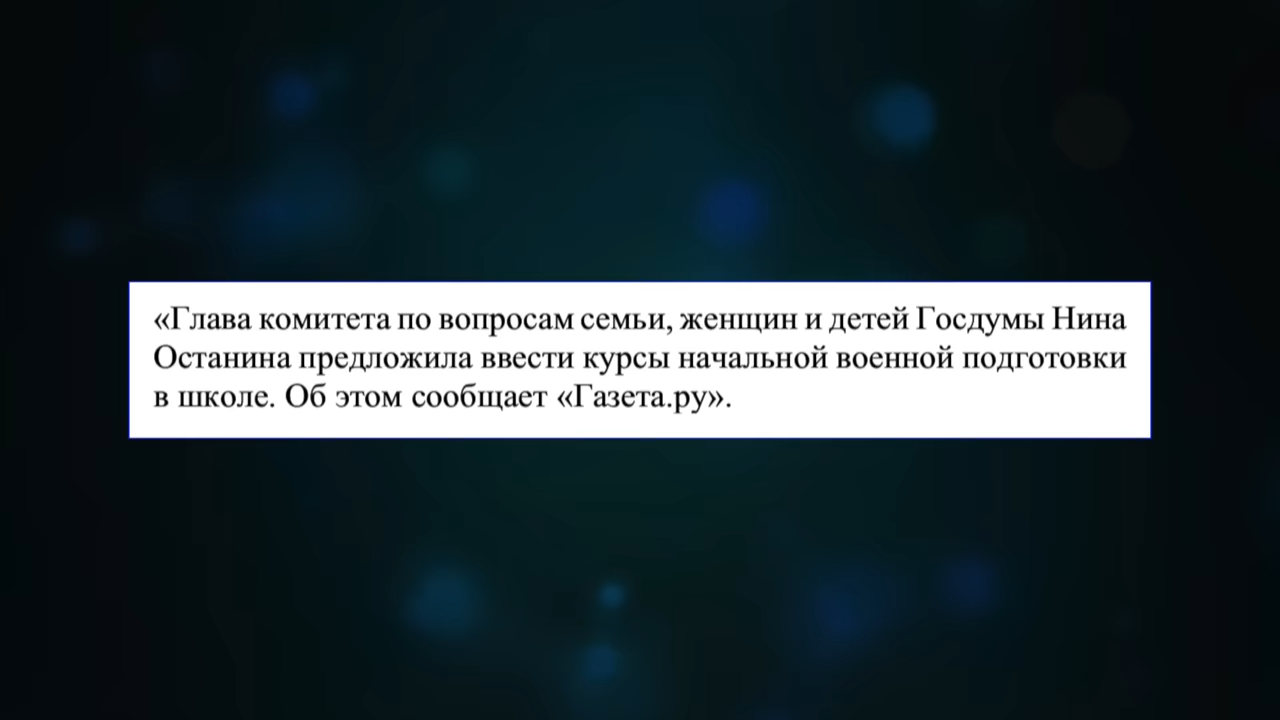 «Глава комитета по вопросам семьи, женщин и детей Госдумы Нина
Останина предложила ввести курсы начальной военной подготовки
в школе. Об этом сообщает «Газета.ру».